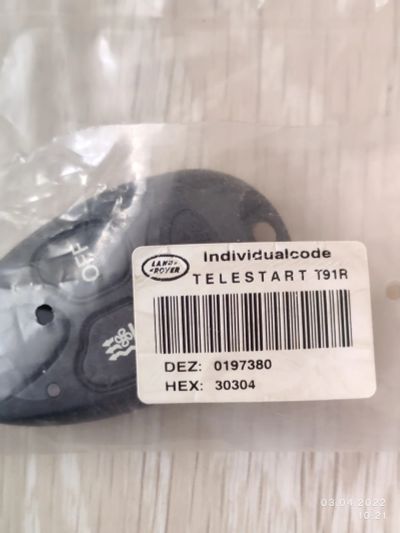 LAND-
ROVER
Individualcode
TELESTART T91R
OFF
DEZ: 0197380
HEX: 30304
03.04.2022
10:21